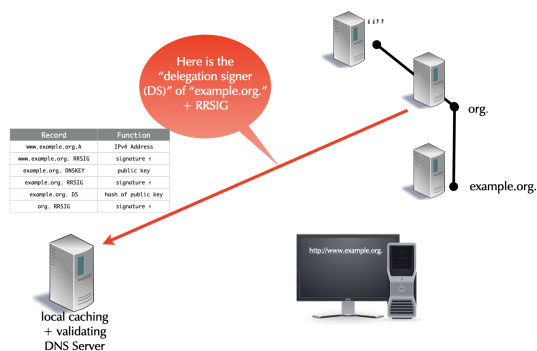 “”
Here is the
“delegation signer
(DS)” of “example.org.”
+ RRSIG
org.
Record Function
www.example.org.A IPv4 Address
www.example.org. RRSIG signature ↑
example.org. DNSKEY public key
example.org. RRSIG signature ↑
example.org. DS hash of public key
org. RRSIG signature ↑
example.org.
http://www.example.org.
local caching
+ validating
DNS Server